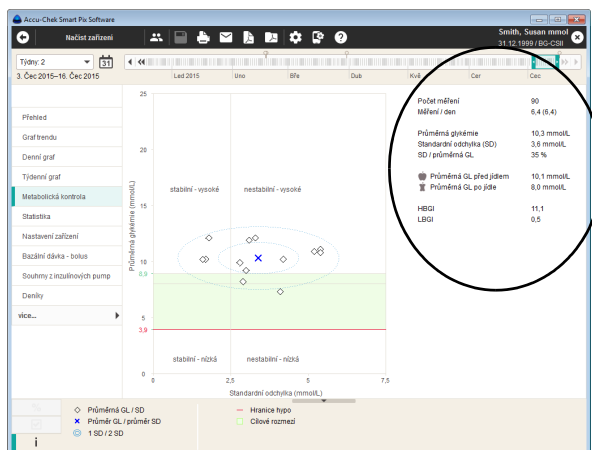 Accu-Chek Smart Pix Software
Načíst zařízení
Smith, Susan mmol
31.12.1999 / BG-CSII
Týdny: 2
31
3. Čec 2015–16. Čec 2015
Led 2015 Úno Bře Dub Kvě Čer Čec
Přehled
Graf trendu
Denní graf
Týdenní graf
Metabolická kontrola
Statistika
Nastavení zařízení
Bazální dávka - bolus
Souhrny z inzulínových pump
Deníky
více...
Průměrná glykémie (mmol/L)
25
20
15
10
8,9
5
3,9
0
stabilní - vysoké nestabilní - vysoké
stabilní - nízká nestabilní - nízká
0 2,5 5 7,5
Standardní odchylka (mmol/L)
Počet měření 90
Měření / den 6,4 (6,4)
Průměrná glykémie 10,3 mmol/L
Standardní odchylka (SD) 3,6 mmol/L
SD / průměrná GL 35 %
Průměrná GL před jídlem 10,1 mmol/L
Průměrná GL po jídle 8,0 mmol/L
HBGI 11,1
LBGI 0,5
Průměrná GL / SD
Průměr GL / průměr SD
1 SD / 2 SD
Hranice hypo
Cílové rozmezí
i